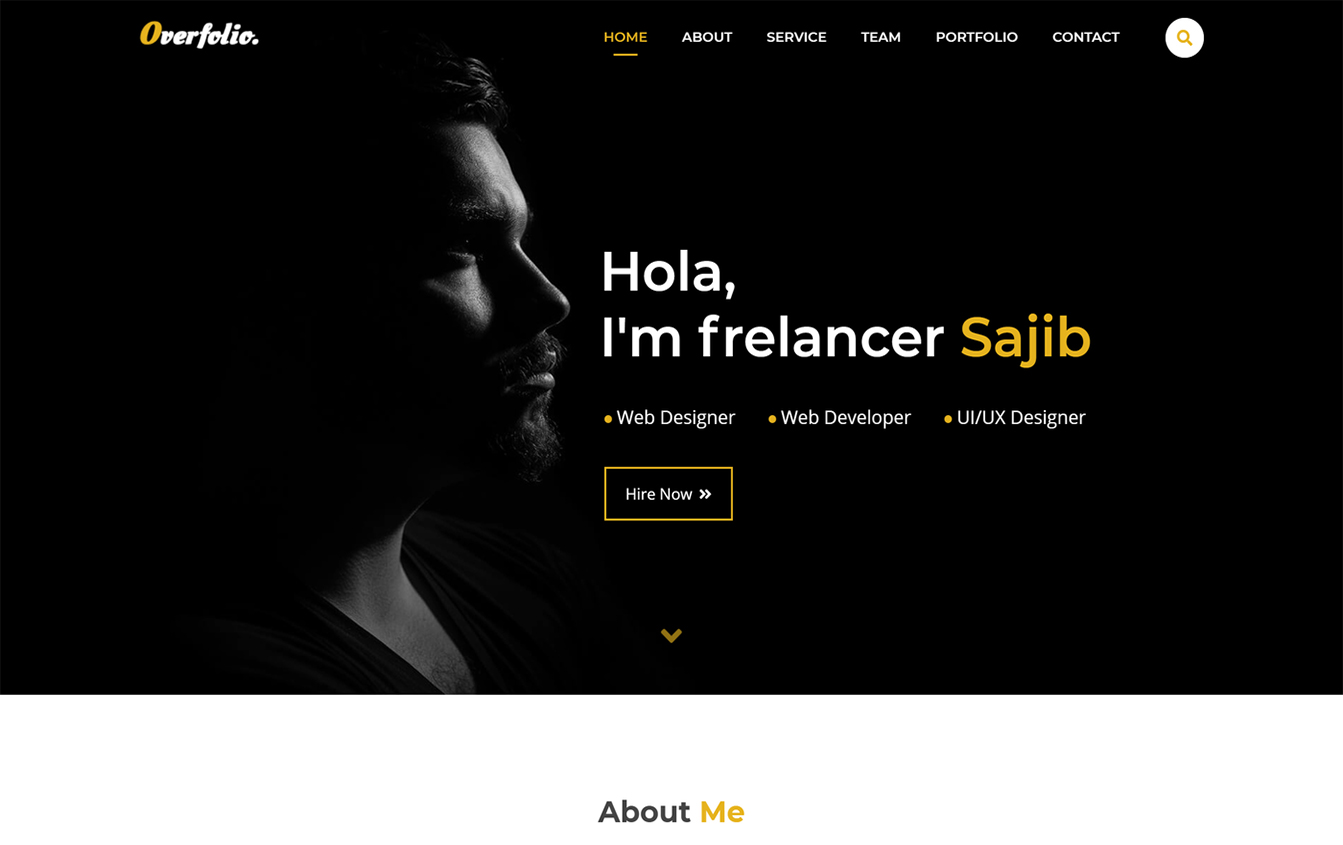 Overfolio.
HOME ABOUT SERVICE TEAM PORTFOLIO CONTACT
Hola,
I'm frelancer Sajib
Web Designer Web Developer UI/UX Designer
Hire Now
About Me